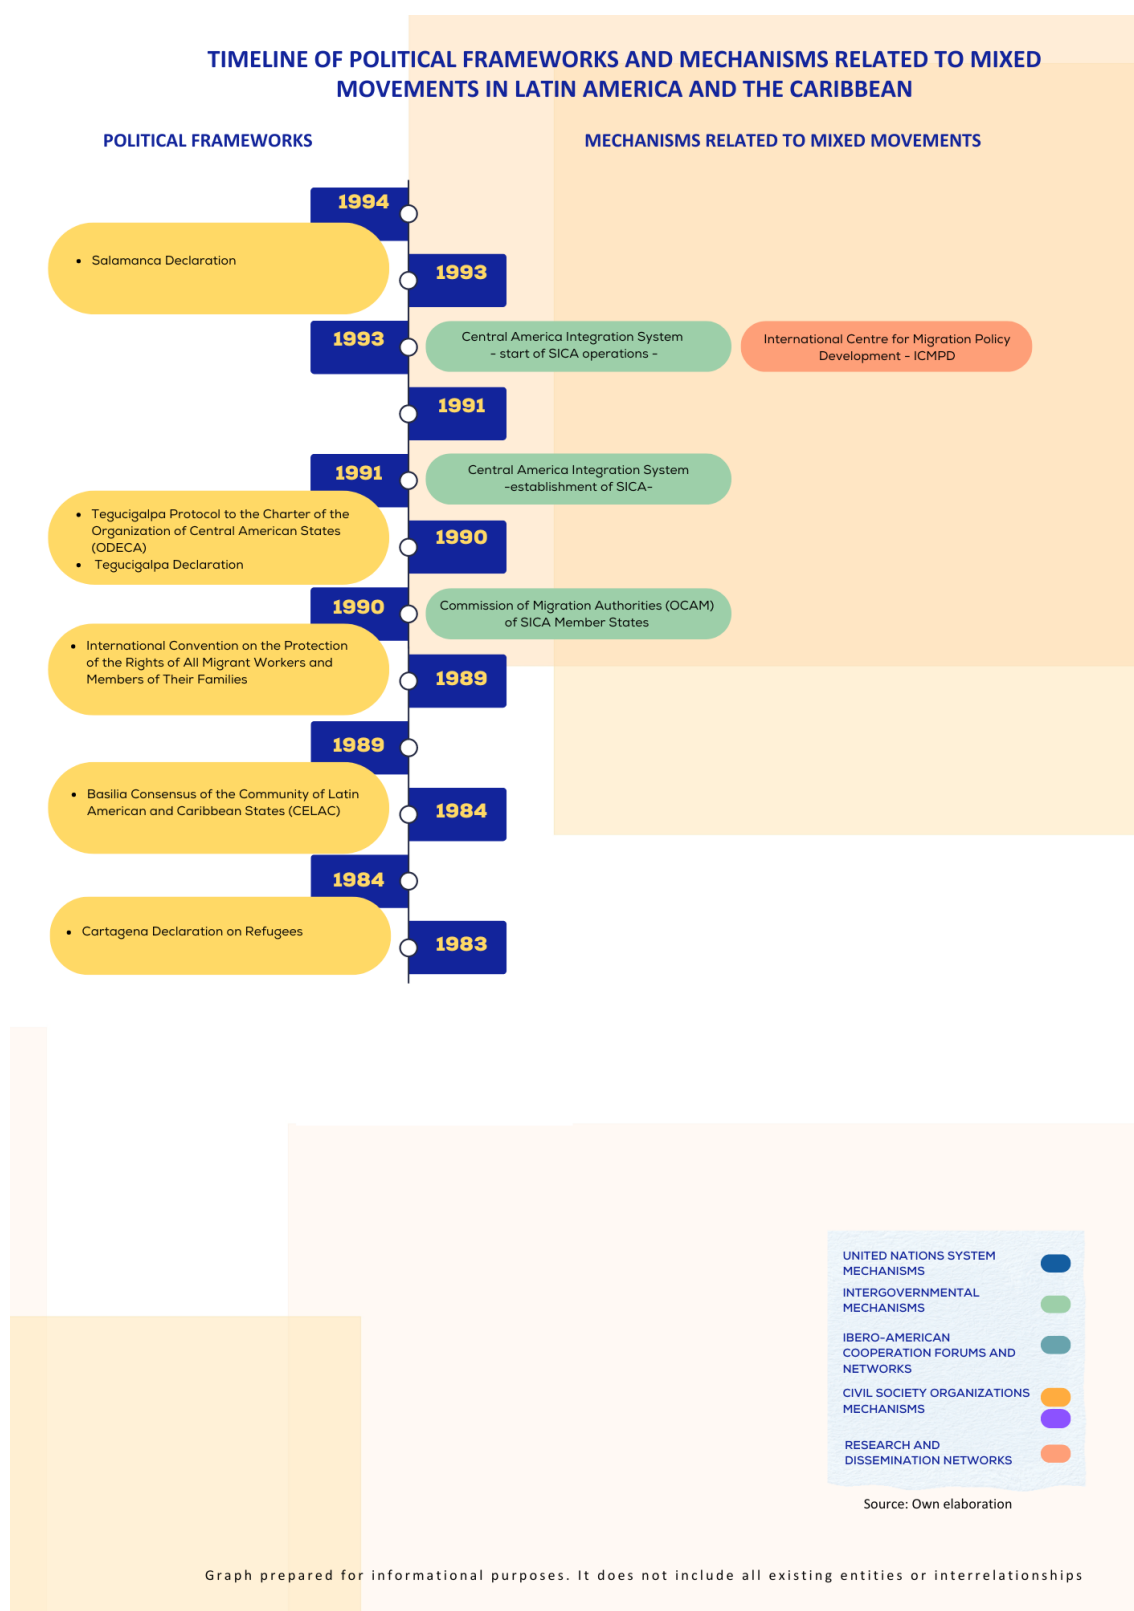 TIMELINE OF POLITICAL FRAMEWORKS AND MECHANISMS RELATED TO MIXED
MOVEMENTS IN LATIN AMERICA AND THE CARIBBEAN
POLITICAL FRAMEWORKS
MECHANISMS RELATED TO MIXED MOVEMENTS
1994
• Salamanca Declaration
1993
1993
Central America Integration System
- start of SICA operations -
International Centre for Migration Policy
Development - ICMPD
1991
1991
Central America Integration System
-establishment of SICA-
• Tegucigalpa Protocol to the Charter of the
Organization of Central American States
(ODECA)
• Tegucigalpa Declaration
1990
1990
Commission of Migration Authorities (OCAM)
of SICA Member States
• International Convention on the Protection
of the Rights of All Migrant Workers and
Members of Their Families
1989
1989
• Basilia Consensus of the Community of Latin
American and Caribbean States (CELAC)
1984
1984
• Cartagena Declaration on Refugees
1983
UNITED NATIONS SYSTEM
MECHANISMS
INTERGOVERNMENTAL
MECHANISMS
IBERO-AMERICAN
COOPERATION FORUMS AND
NETWORKS
CIVIL SOCIETY ORGANIZATIONS
MECHANISMS
RESEARCH AND
DISSEMINATION NETWORKS
Source: Own elaboration
Graph prepared for informational purposes. It does not include all existing entities or interrelationships